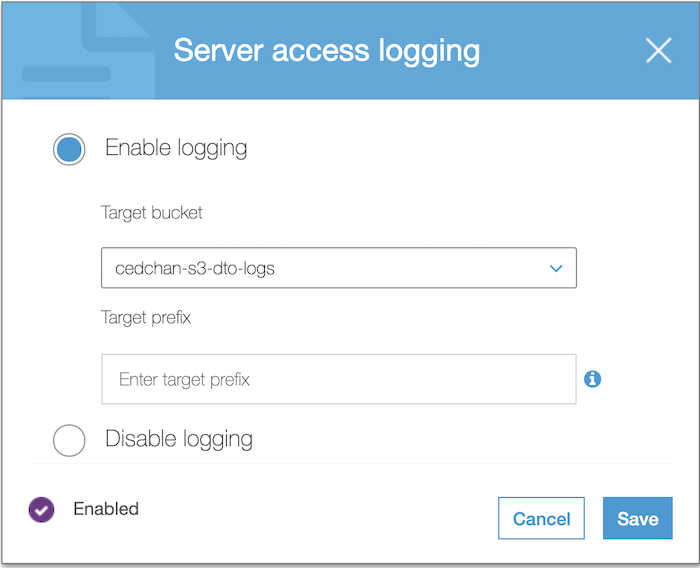 Server access logging
Enable logging
Target bucket
cedchan-s3-dto-logs
Target prefix
Enter target prefix
Disable logging
Enabled
Cancel
Save